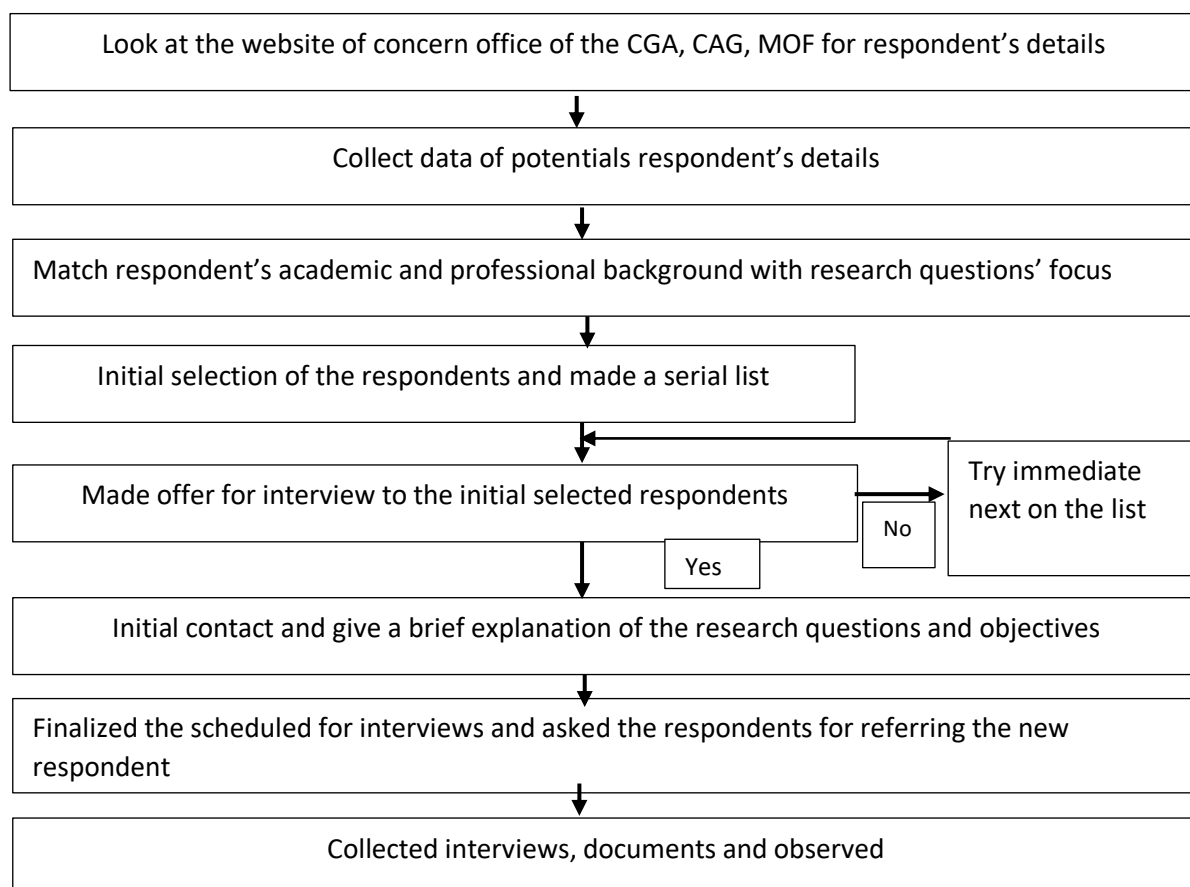 Look at the website of concern office of the CGA, CAG, MOF for respondent’s details
Collect data of potentials respondent’s details
Match respondent’s academic and professional background with research questions’ focus
Initial selection of the respondents and made a serial list
Made offer for interview to the initial selected respondents
Try immediate
next on the list
No
Yes
Initial contact and give a brief explanation of the research questions and objectives
Finalized the scheduled for interviews and asked the respondents for referring the new
respondent
Collected interviews, documents and observed